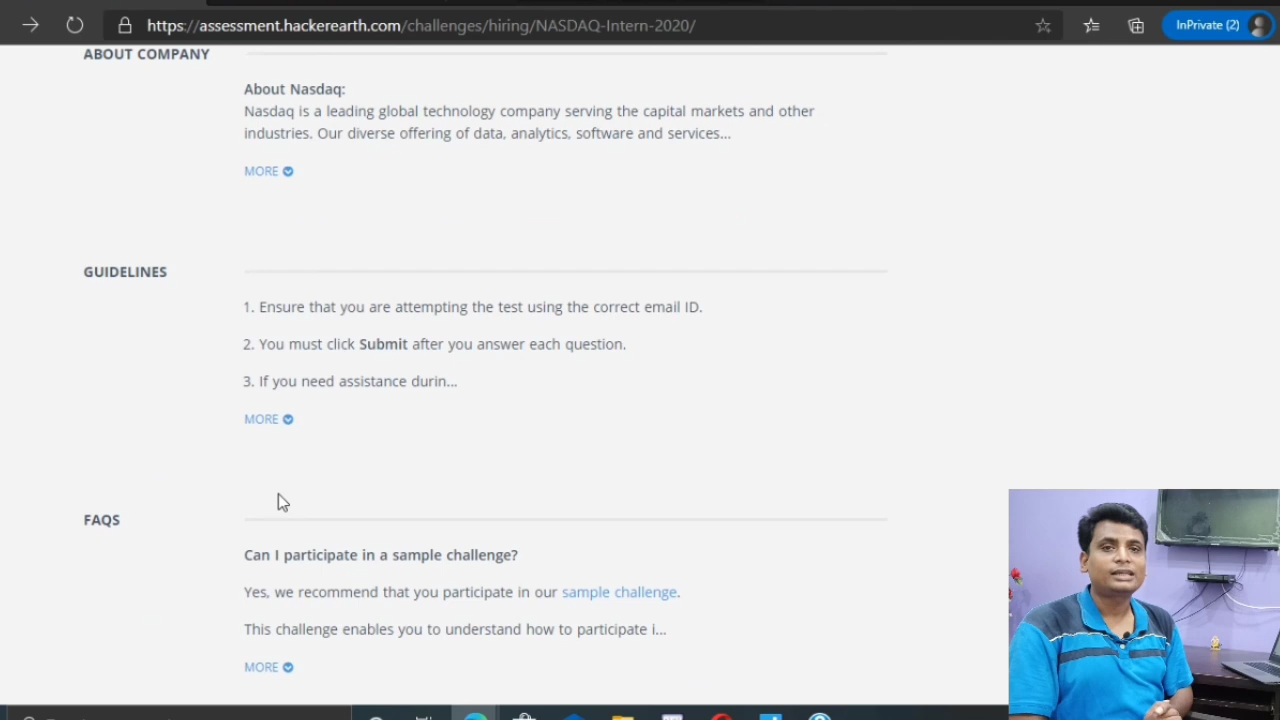 https://assessment.hackerearth.com/challenges/hiring/NASDAQ-Intern-2020/
InPrivate (2)
ABOUT COMPANY
About Nasdaq:
Nasdaq is a leading global technology company serving the capital markets and other
industries. Our diverse offering of data, analytics, software and services...
MORE
GUIDELINES
1. Ensure that you are attempting the test using the correct email ID.
2. You must click Submit after you answer each question.
3. If you need assistance durin...
MORE
FAQS
Can I participate in a sample challenge?
Yes, we recommend that you participate in our sample challenge.
This challenge enables you to understand how to participate i...
MORE